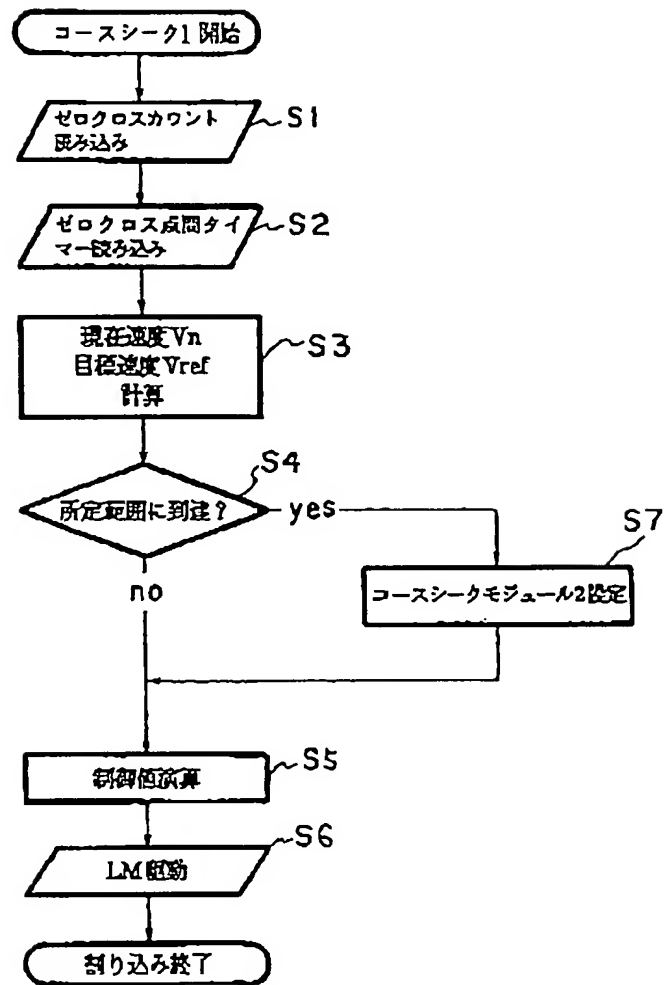 コースシーク1 開始
ゼロクロスカウント
読み込み
S1
ゼロクロス点間タイ
マー読み込み
S2
現在速度Vn
目標速度Vref
計算
S3
所定範囲に到達?
S4
yes
no
コースシークモジュール2設定
S7
制御値演算
S5
LM駆動
S6
割り込み終了